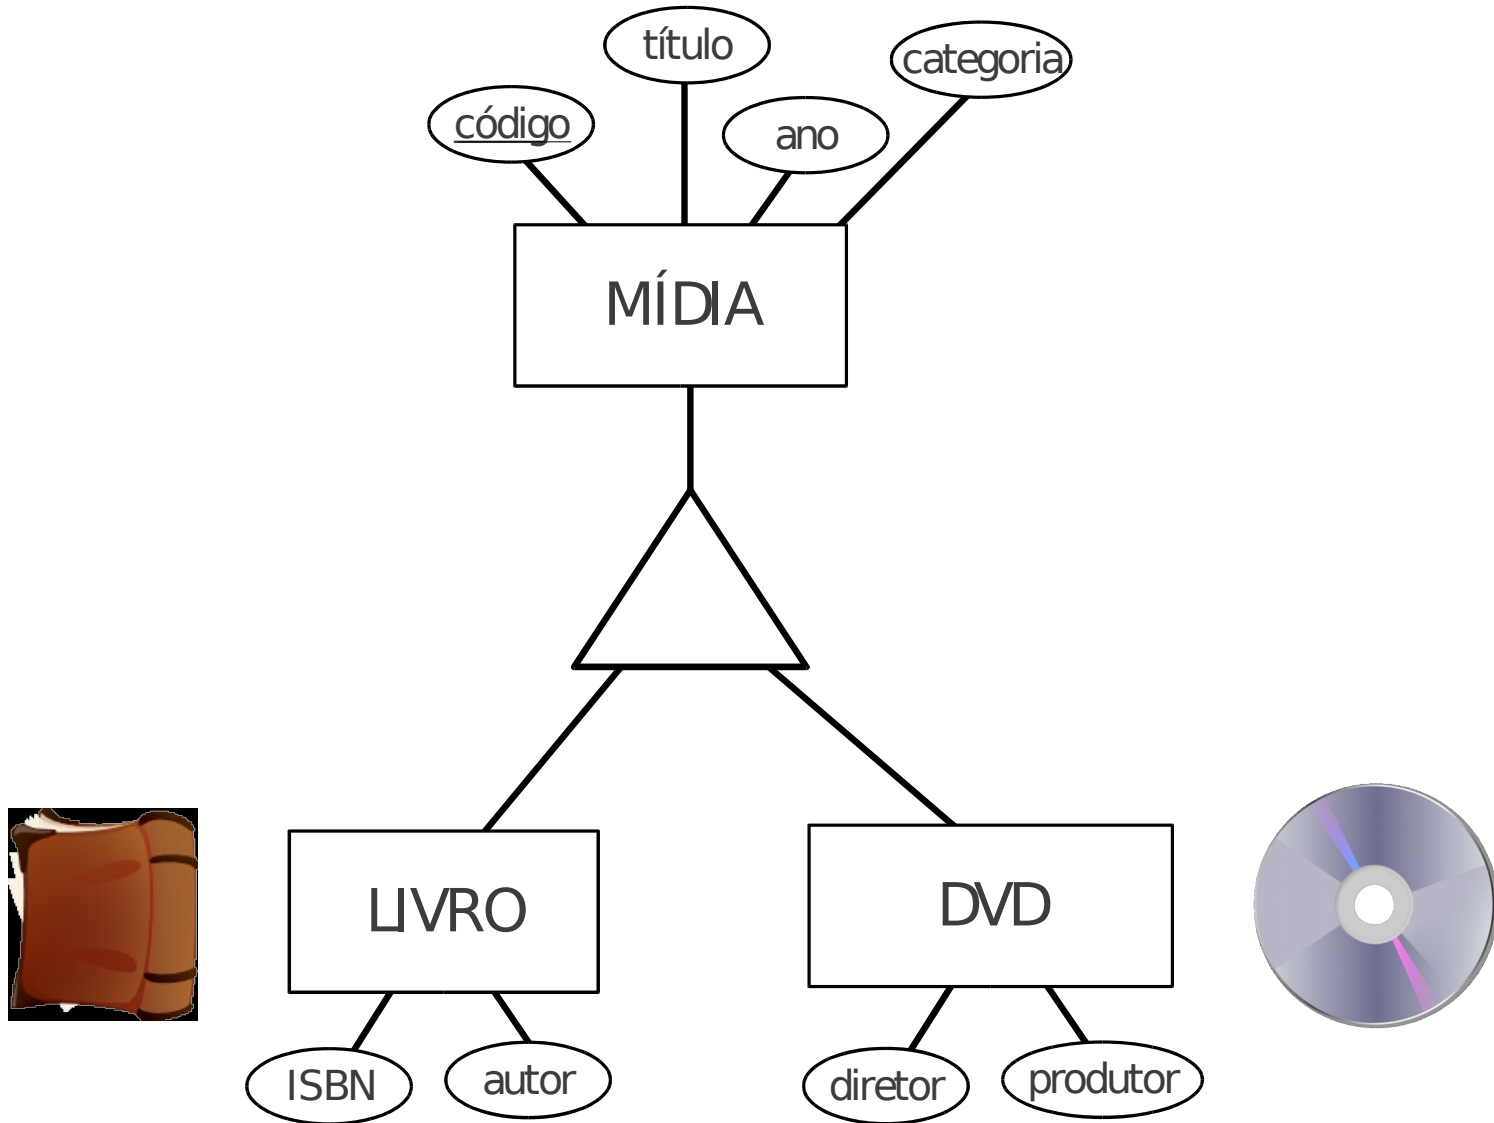 título
categoria
código
ano
MÍDIA
LIVRO
DVD
ISBN
autor
diretor
produtor